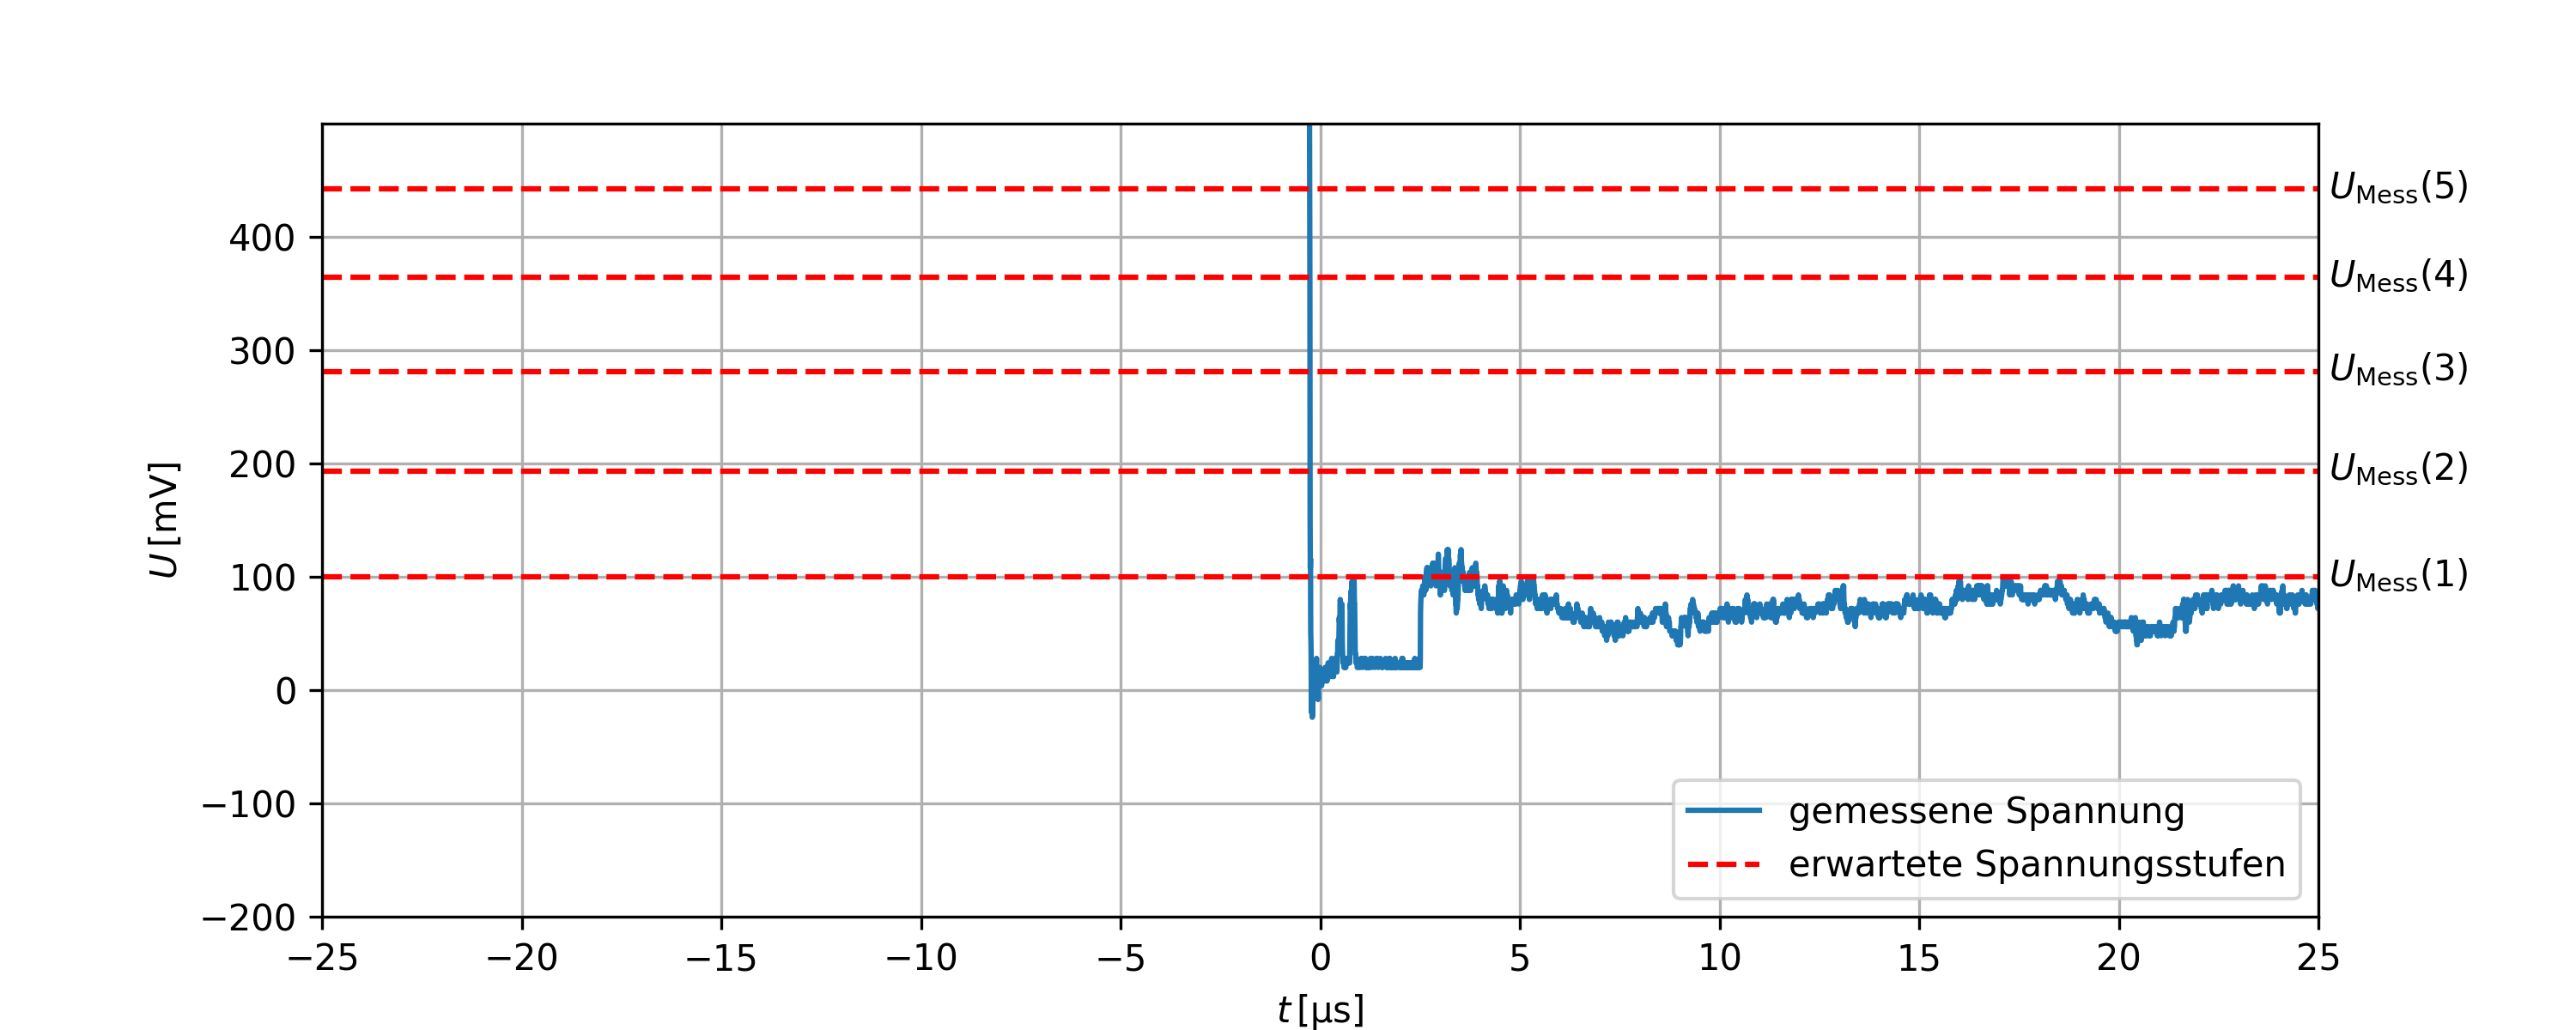 U_Mess(5)
400
U_Mess(4)
300
U_Mess(3)
200
U_Mess(2)
U [mV]
100
U_Mess(1)
0
−100
gemessene Spannung
erwartete Spannungsstufen
−200
−25 −20 −15 −10 −5 0 5 10 15 20 25
t [µs]